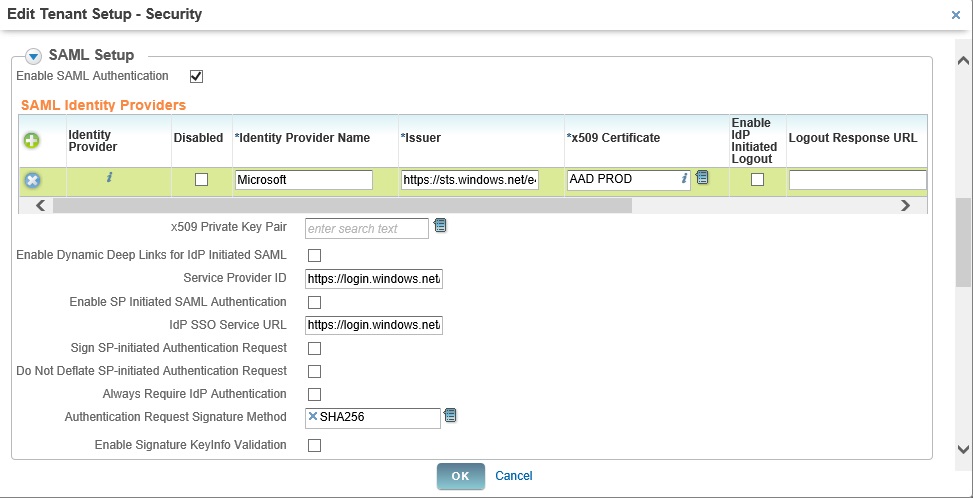 Edit Tenant Setup - Security
SAML Setup
Enable SAML Authentication
SAML Identity Providers
Identity Provider
Disabled
*Identity Provider Name
*Issuer
*x509 Certificate
Enable IdP Initiated Logout
Logout Response URL
Microsoft
https://sts.windows.net/e
AAD PROD
x509 Private Key Pair
enter search text
Enable Dynamic Deep Links for IdP Initiated SAML
Service Provider ID
https://login.windows.net/
Enable SP Initiated SAML Authentication
IdP SSO Service URL
https://login.windows.net/
Sign SP-initiated Authentication Request
Do Not Deflate SP-initiated Authentication Request
Always Require IdP Authentication
Authentication Request Signature Method
SHA256
Enable Signature KeyInfo Validation
OK
Cancel